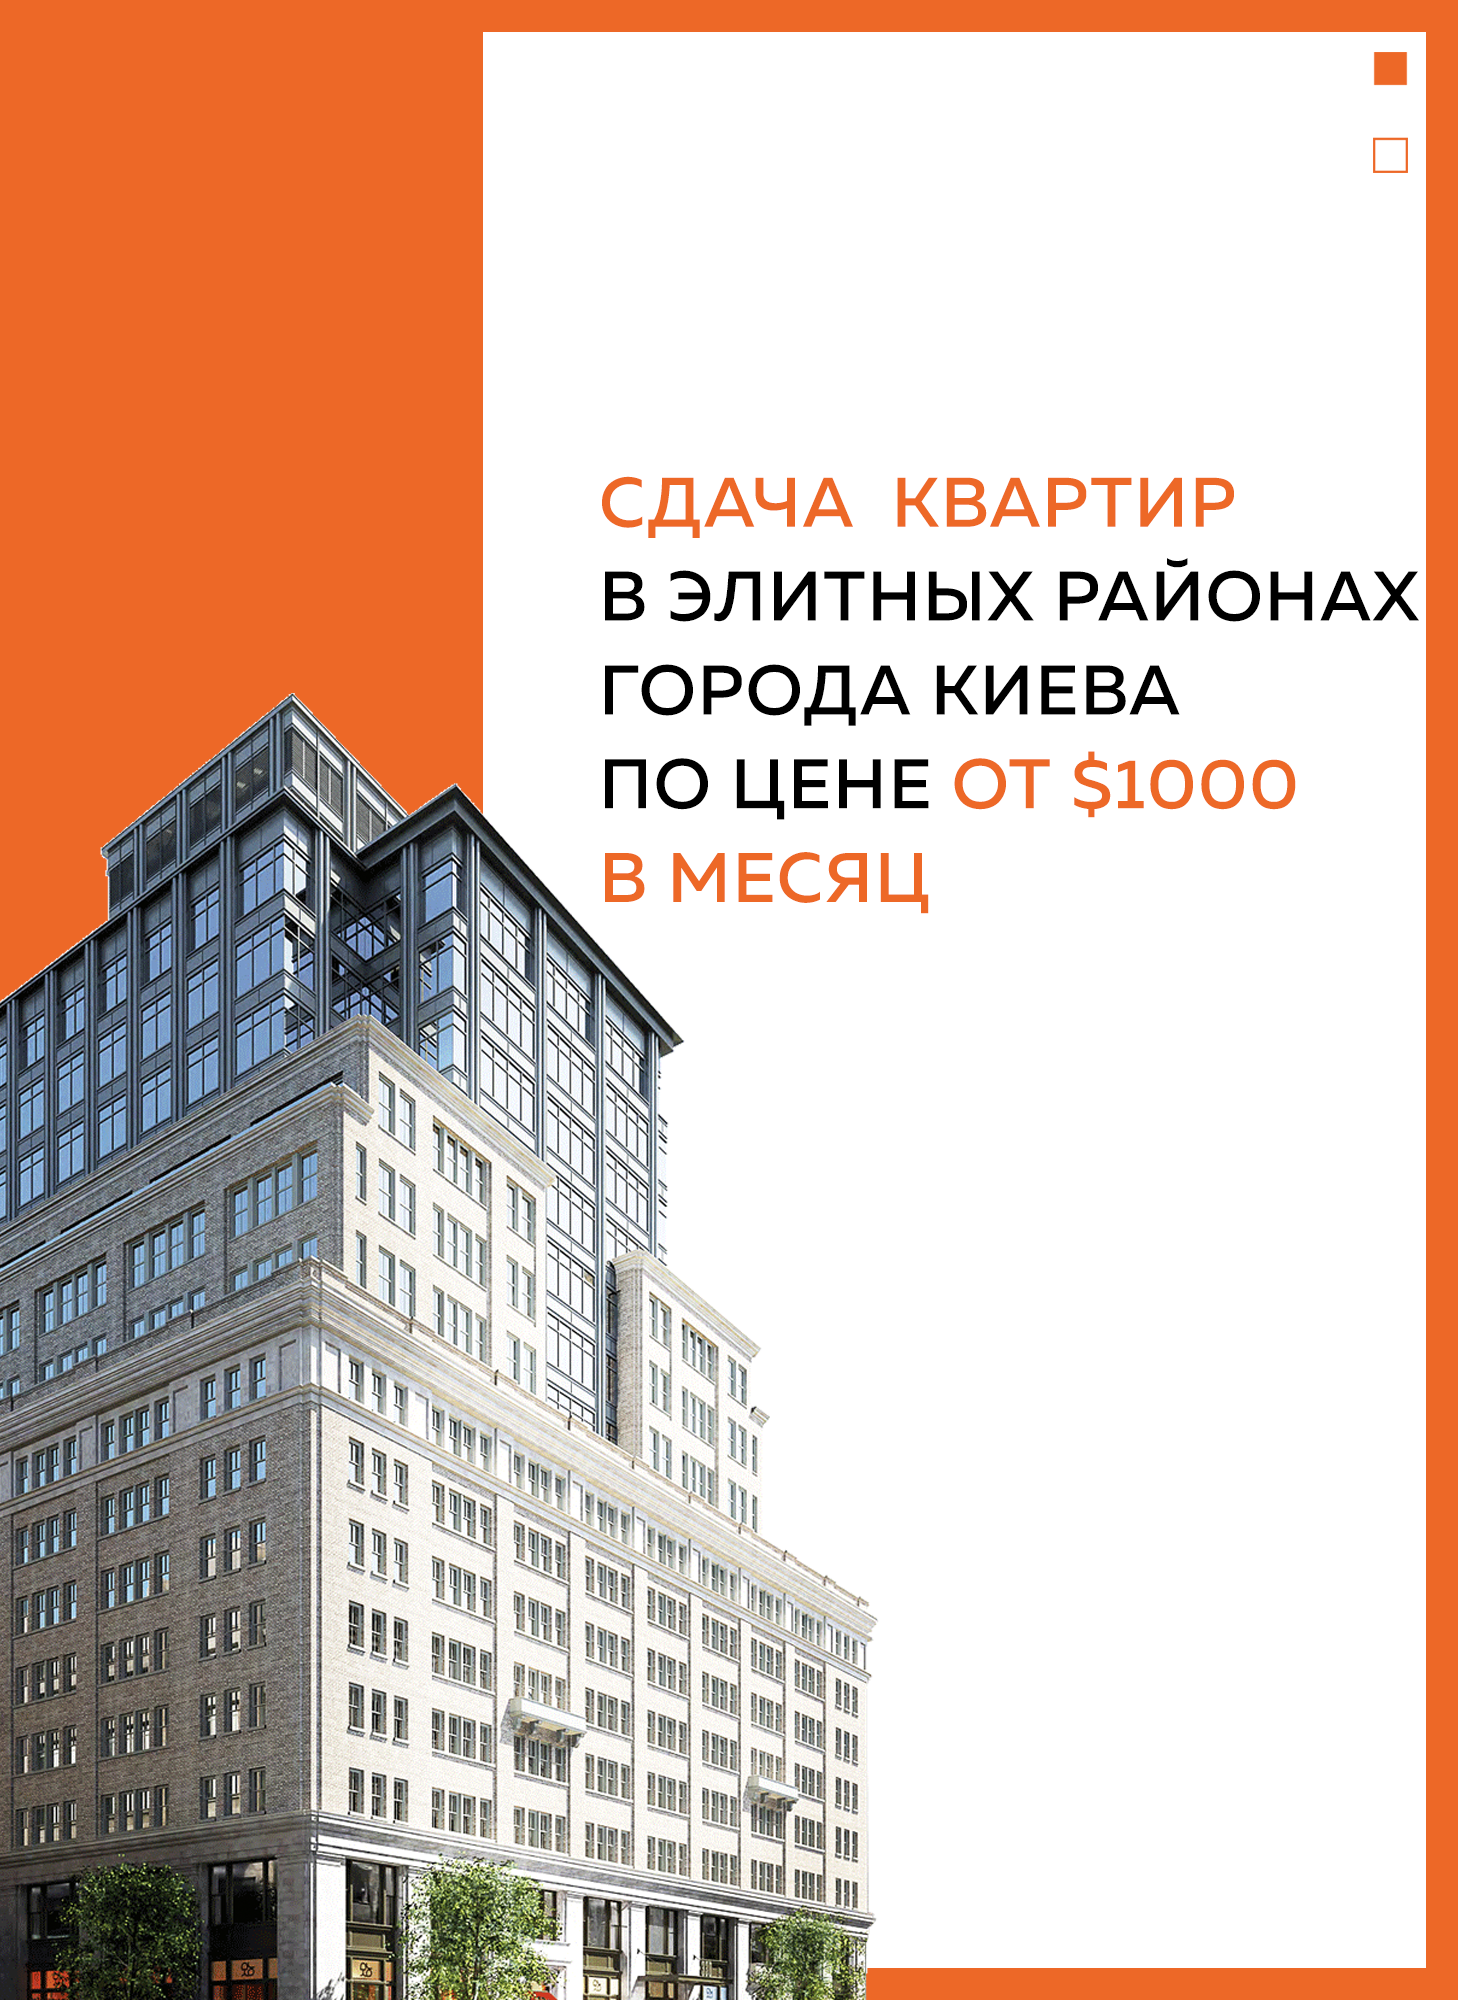 СДАЧА КВАРТИР
В ЭЛИТНЫХ РАЙОНАХ
ГОРОДА КИЕВА
ПО ЦЕНЕ ОТ $1000
В МЕСЯЦ